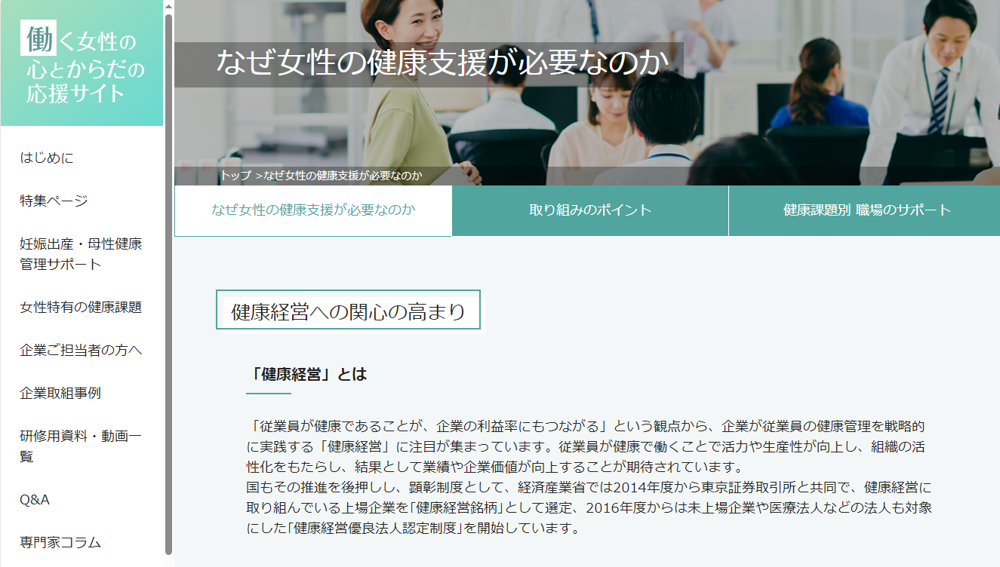 働く女性の
心とからだの
応援サイト
はじめに
特集ページ
妊娠出産・母性健康
管理サポート
女性特有の健康課題
企業ご担当者の方へ
企業取組事例
研修用資料・動画一
覧
Q&A
専門家コラム
なぜ女性の健康支援が必要なのか
トップ >なぜ女性の健康支援が必要なのか
なぜ女性の健康支援が必要なのか
取り組みのポイント
健康課題別 職場のサポート
健康経営への関心の高まり
「健康経営」とは
「従業員が健康であることが、企業の利益率にもつながる」という観点から、企業が従業員の健康管理を戦略的
に実践する「健康経営」に注目が集まっています。従業員が健康で働くことで活力や生産性が向上し、組織の活
性化をもたらし、結果として業績や企業価値が向上することが期待されています。
国もその推進を後押しし、顕彰制度として、経済産業省では2014年度から東京証券取引所と共同で、健康経営に
取り組んでいる上場企業を｢健康経営銘柄｣として選定、2016年度からは未上場企業や医療法人などの法人も対象
にした｢健康経営優良法人認定制度｣を開始しています。